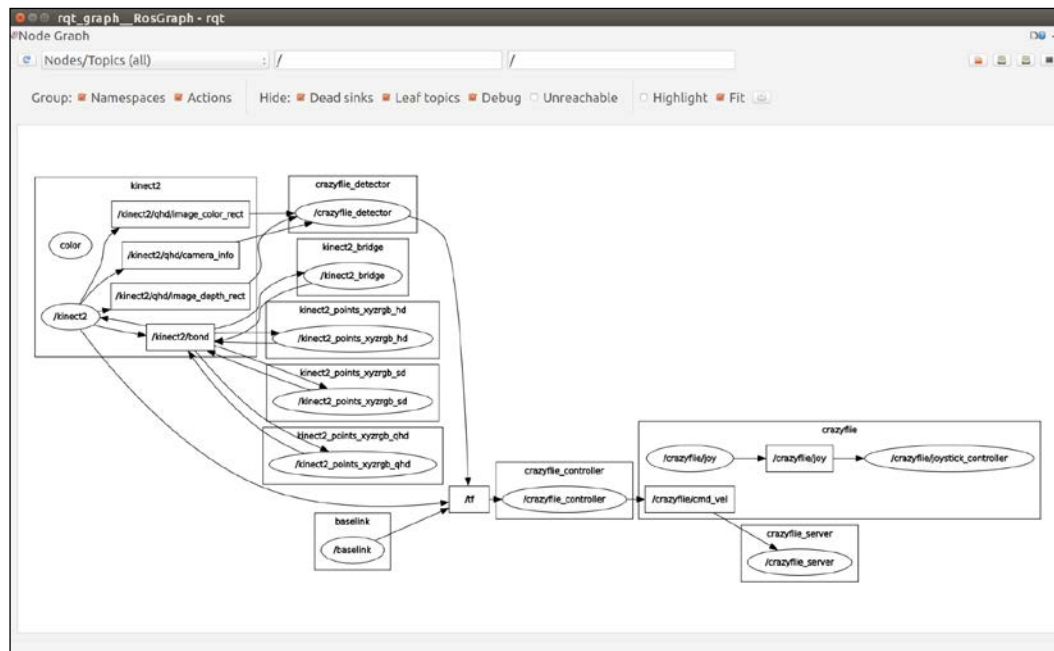 rqt_graph__RosGraph - rqt
Node Graph
Nodes/Topics (all) / /
Group: Namespaces Actions Hide: Dead sinks Leaf topics Debug Unreachable Highlight Fit
kinect2
/kinect2/qhd/image_color_rect
color
/kinect2/qhd/camera_info
/kinect2/qhd/image_depth_rect
/kinect2
/kinect2/bond
crazyflie_detector
/crazyflie_detector
kinect2_bridge
/kinect2_bridge
kinect2_points_xyzrgb_hd
/kinect2_points_xyzrgb_hd
kinect2_points_xyzrgb_sd
/kinect2_points_xyzrgb_sd
kinect2_points_xyzrgb_qhd
/kinect2_points_xyzrgb_qhd
baselink
/baselink
/tf
crazyflie_controller
/crazyflie_controller
crazyflie
/crazyflie/joy
/crazyflie/joy
/crazyflie/joystick_controller
/crazyflie/cmd_vel
crazyflie_server
/crazyflie_server